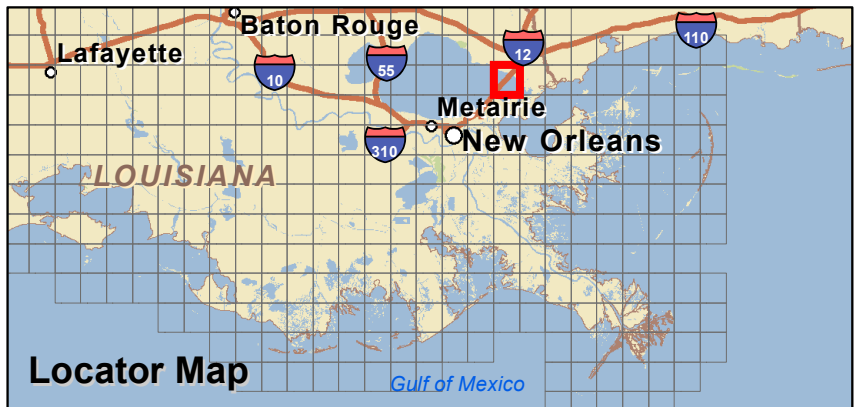 Baton Rouge
110
Lafayette
12
55
10
Metairie
New Orleans
310
LOUISIANA
Locator Map
Gulf of Mexico